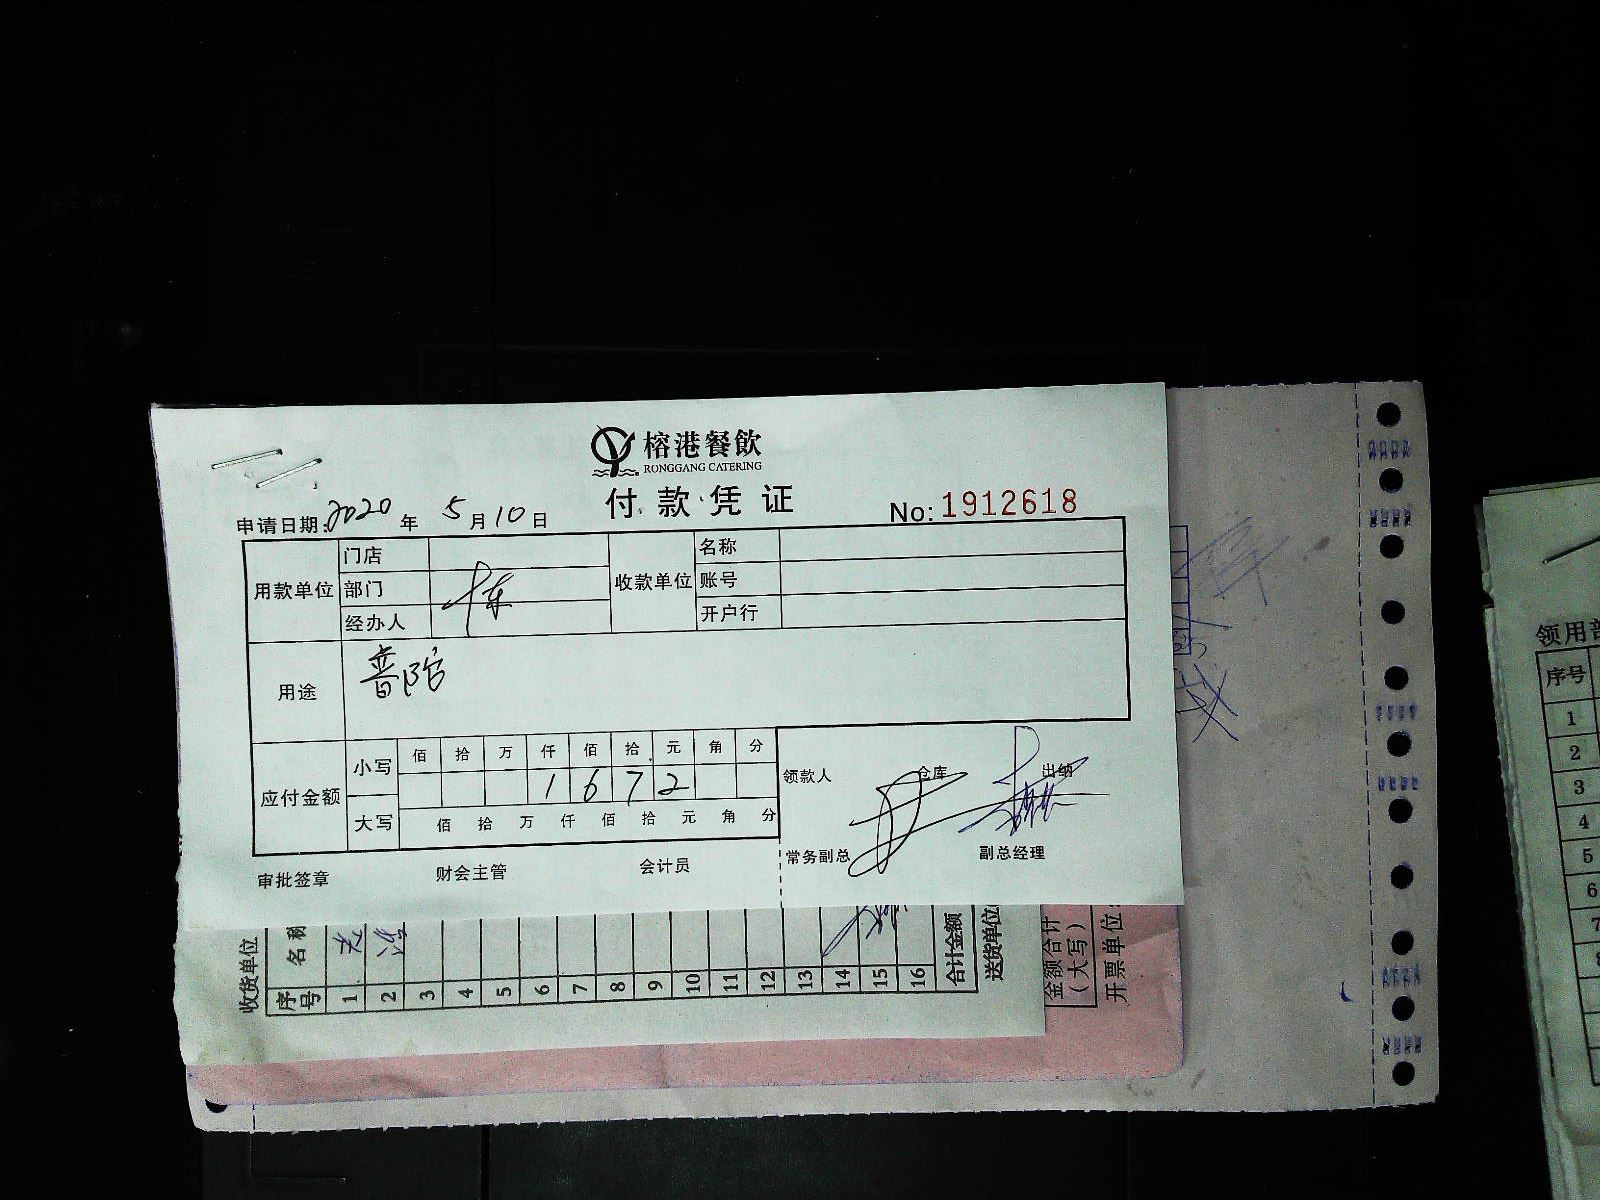 榕港餐飲
RONGGANG CATERING
付款凭证
No: 1912618
申请日期: 2020 年 5 月 10 日
用款单位 门店 收款单位 名称
部门 账号
经办人 开户行
用途
应付金额 小写 佰 拾 万 仟 佰 拾 元 角 分
1 6 7 2
大写 佰 拾 万 仟 佰 拾 元 角 分
领款人 仓库 出纳
常务副总 副总经理
审批签章 财会主管 会计员
收货单位
序号 1 2 3 4 5 6 7 8 9 10 11 12 13 14 15 16 合计金额
名称
送货单位
金额合计
(大写)
开票单位:
领用
序号
1
2
3
4
5
6
7
8